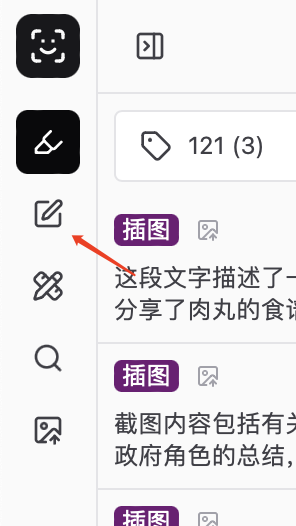 121 (3)
插图
这段文字描述了一
分享了肉丸的食谱
插图
截图内容包括有关
政府角色的总结，
插图